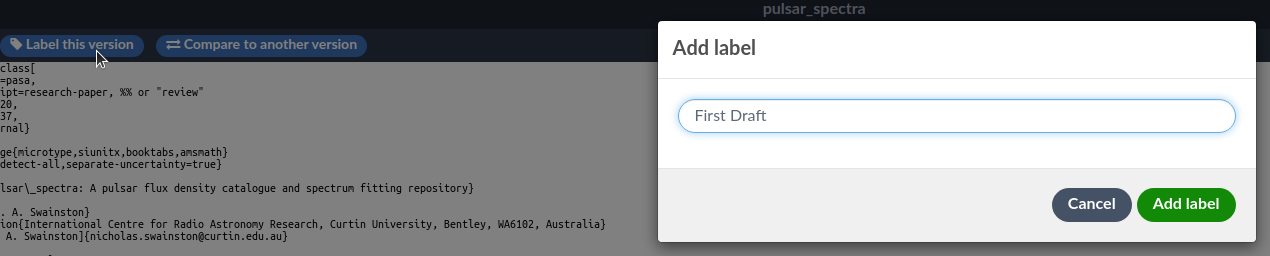 pulsar_spectra
Label this version
Compare to another version
Add label
First Draft
Cancel
Add label
class[
=pasa,
ipt=research-paper, %% or "review"
20,
37,
rnal}
ge{microtype,siunitx,booktabs,amsmath}
detect-all,separate-uncertainty=true}
lsar\_spectra: A pulsar flux density catalogue and spectrum fitting repository}
. A. Swainston}
ion{International Centre for Radio Astronomy Research, Curtin University, Bentley, WA6102, Australia}
A. Swainston]{nicholas.swainston@curtin.edu.au}